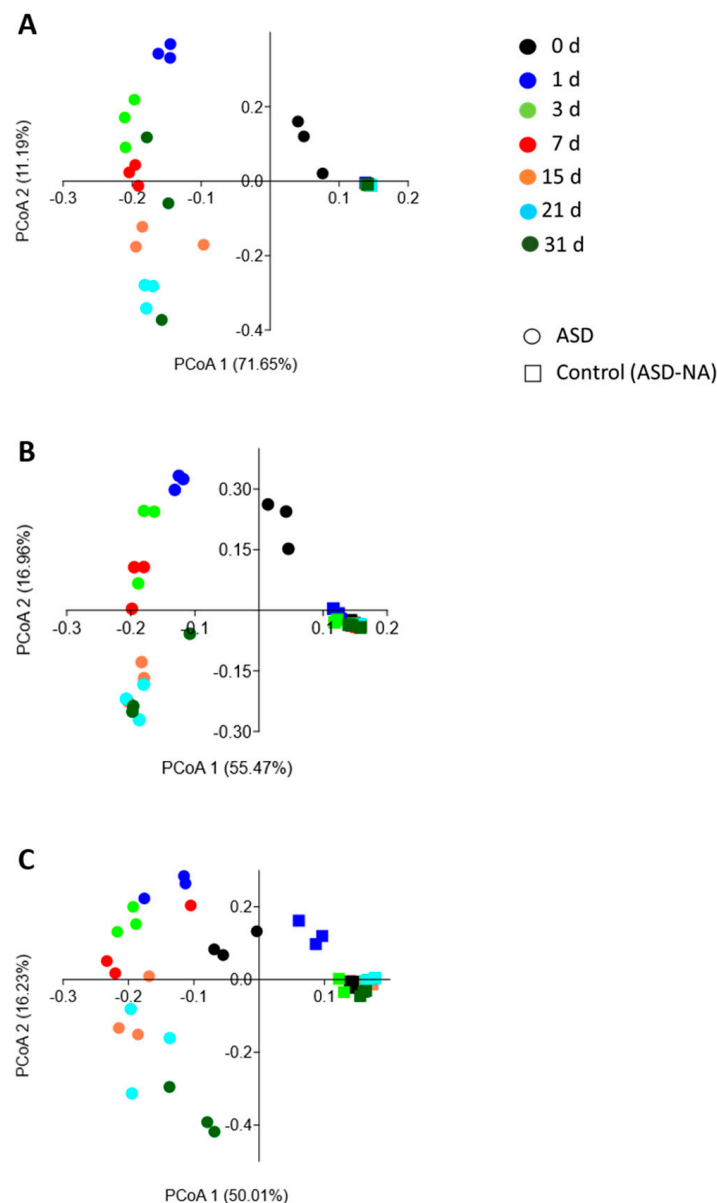 A
0 d
1 d
3 d
7 d
15 d
21 d
31 d
ASD
Control (ASD-NA)
PCoA 2 (11.19%)
0.2
0.0
-0.2
-0.4
-0.3
-0.2
-0.1
0.1
0.2
PCoA 1 (71.65%)
B
PCoA 2 (16.96%)
0.30
0.15
0.00
-0.15
-0.30
-0.3
-0.2
-0.1
0.1
0.2
PCoA 1 (55.47%)
C
PCoA 2 (16.23%)
0.2
0.0
-0.2
-0.4
-0.3
-0.2
-0.1
0.1
PCoA 1 (50.01%)